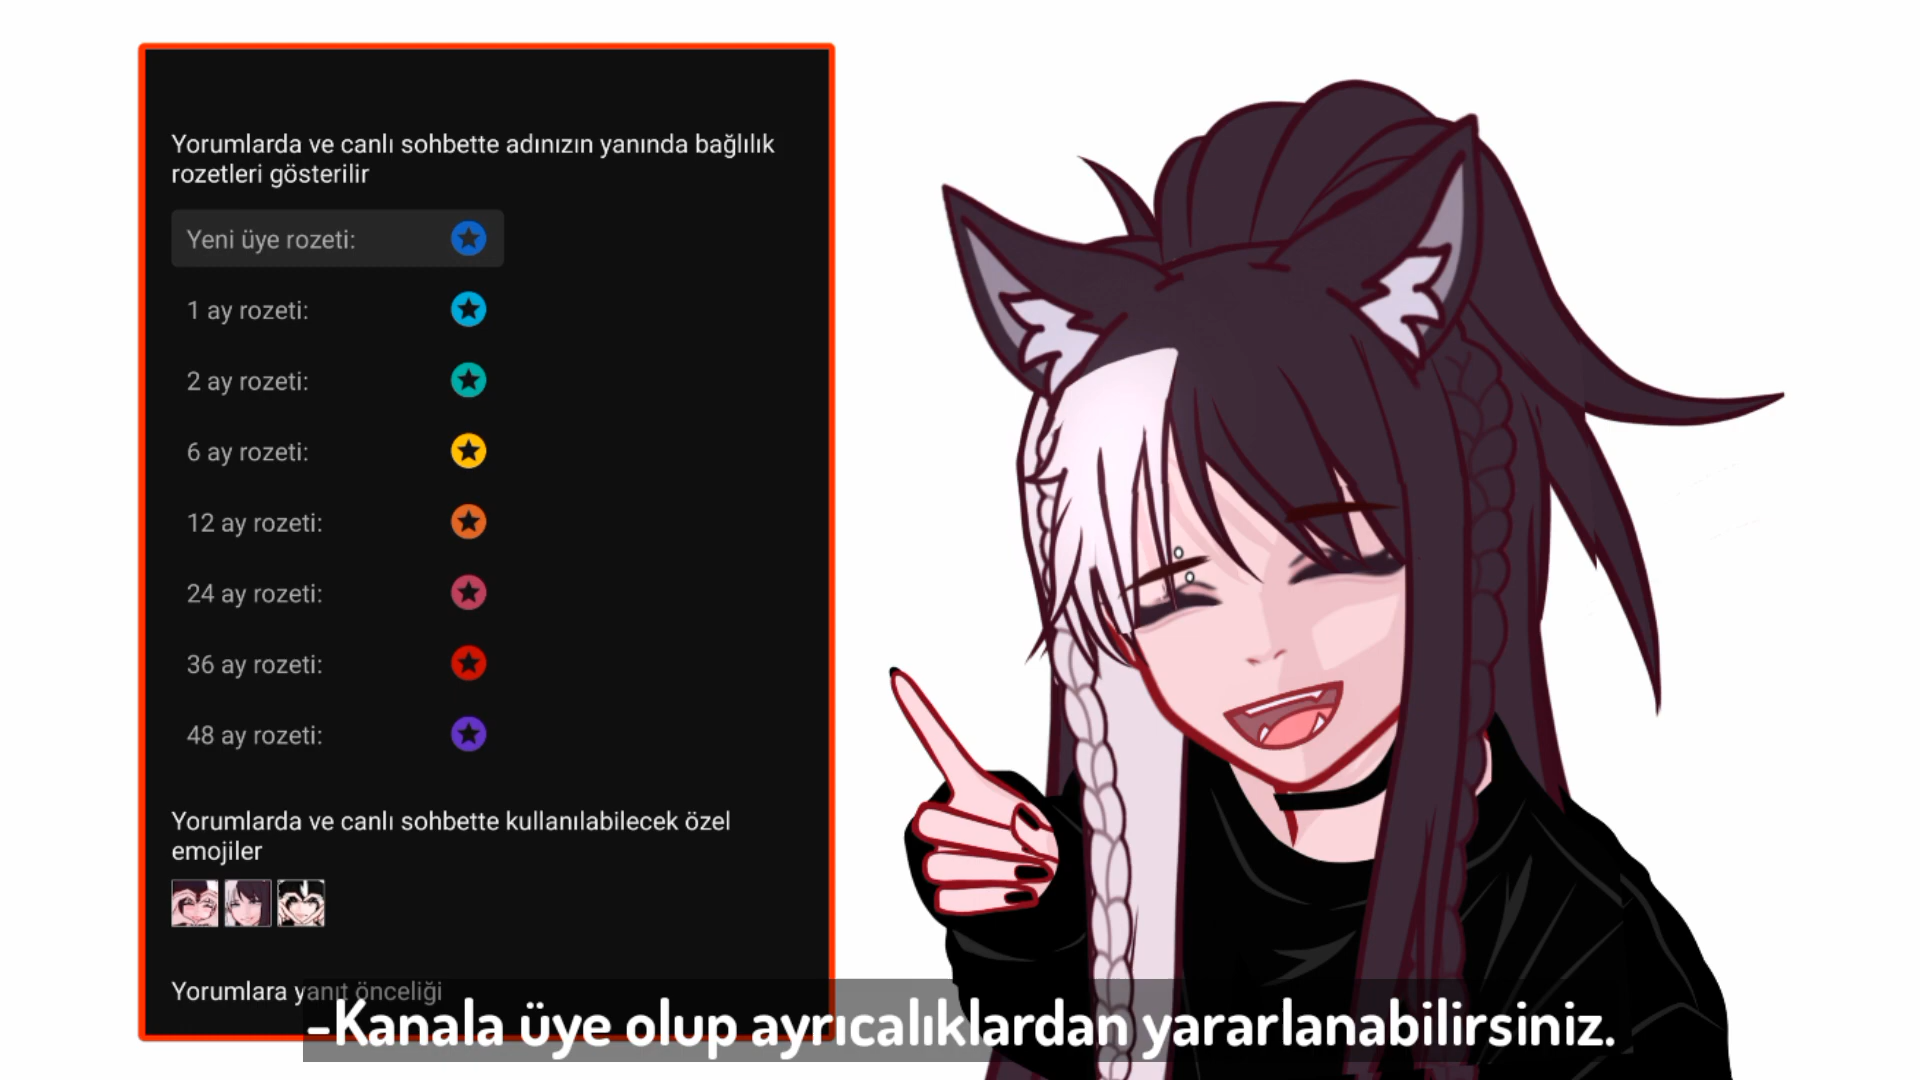 Yorumlarda ve canlı sohbette adınızın yanında bağlılık
rozetleri gösterilir
Yeni üye rozeti:
1 ay rozeti:
2 ay rozeti:
6 ay rozeti:
12 ay rozeti:
24 ay rozeti:
36 ay rozeti:
48 ay rozeti:
Yorumlarda ve canlı sohbette kullanılabilecek özel
emojiler
Yorumlara yanıt önceliği
-Kanala üye olup ayrıcalıklardan yararlanabilirsiniz.